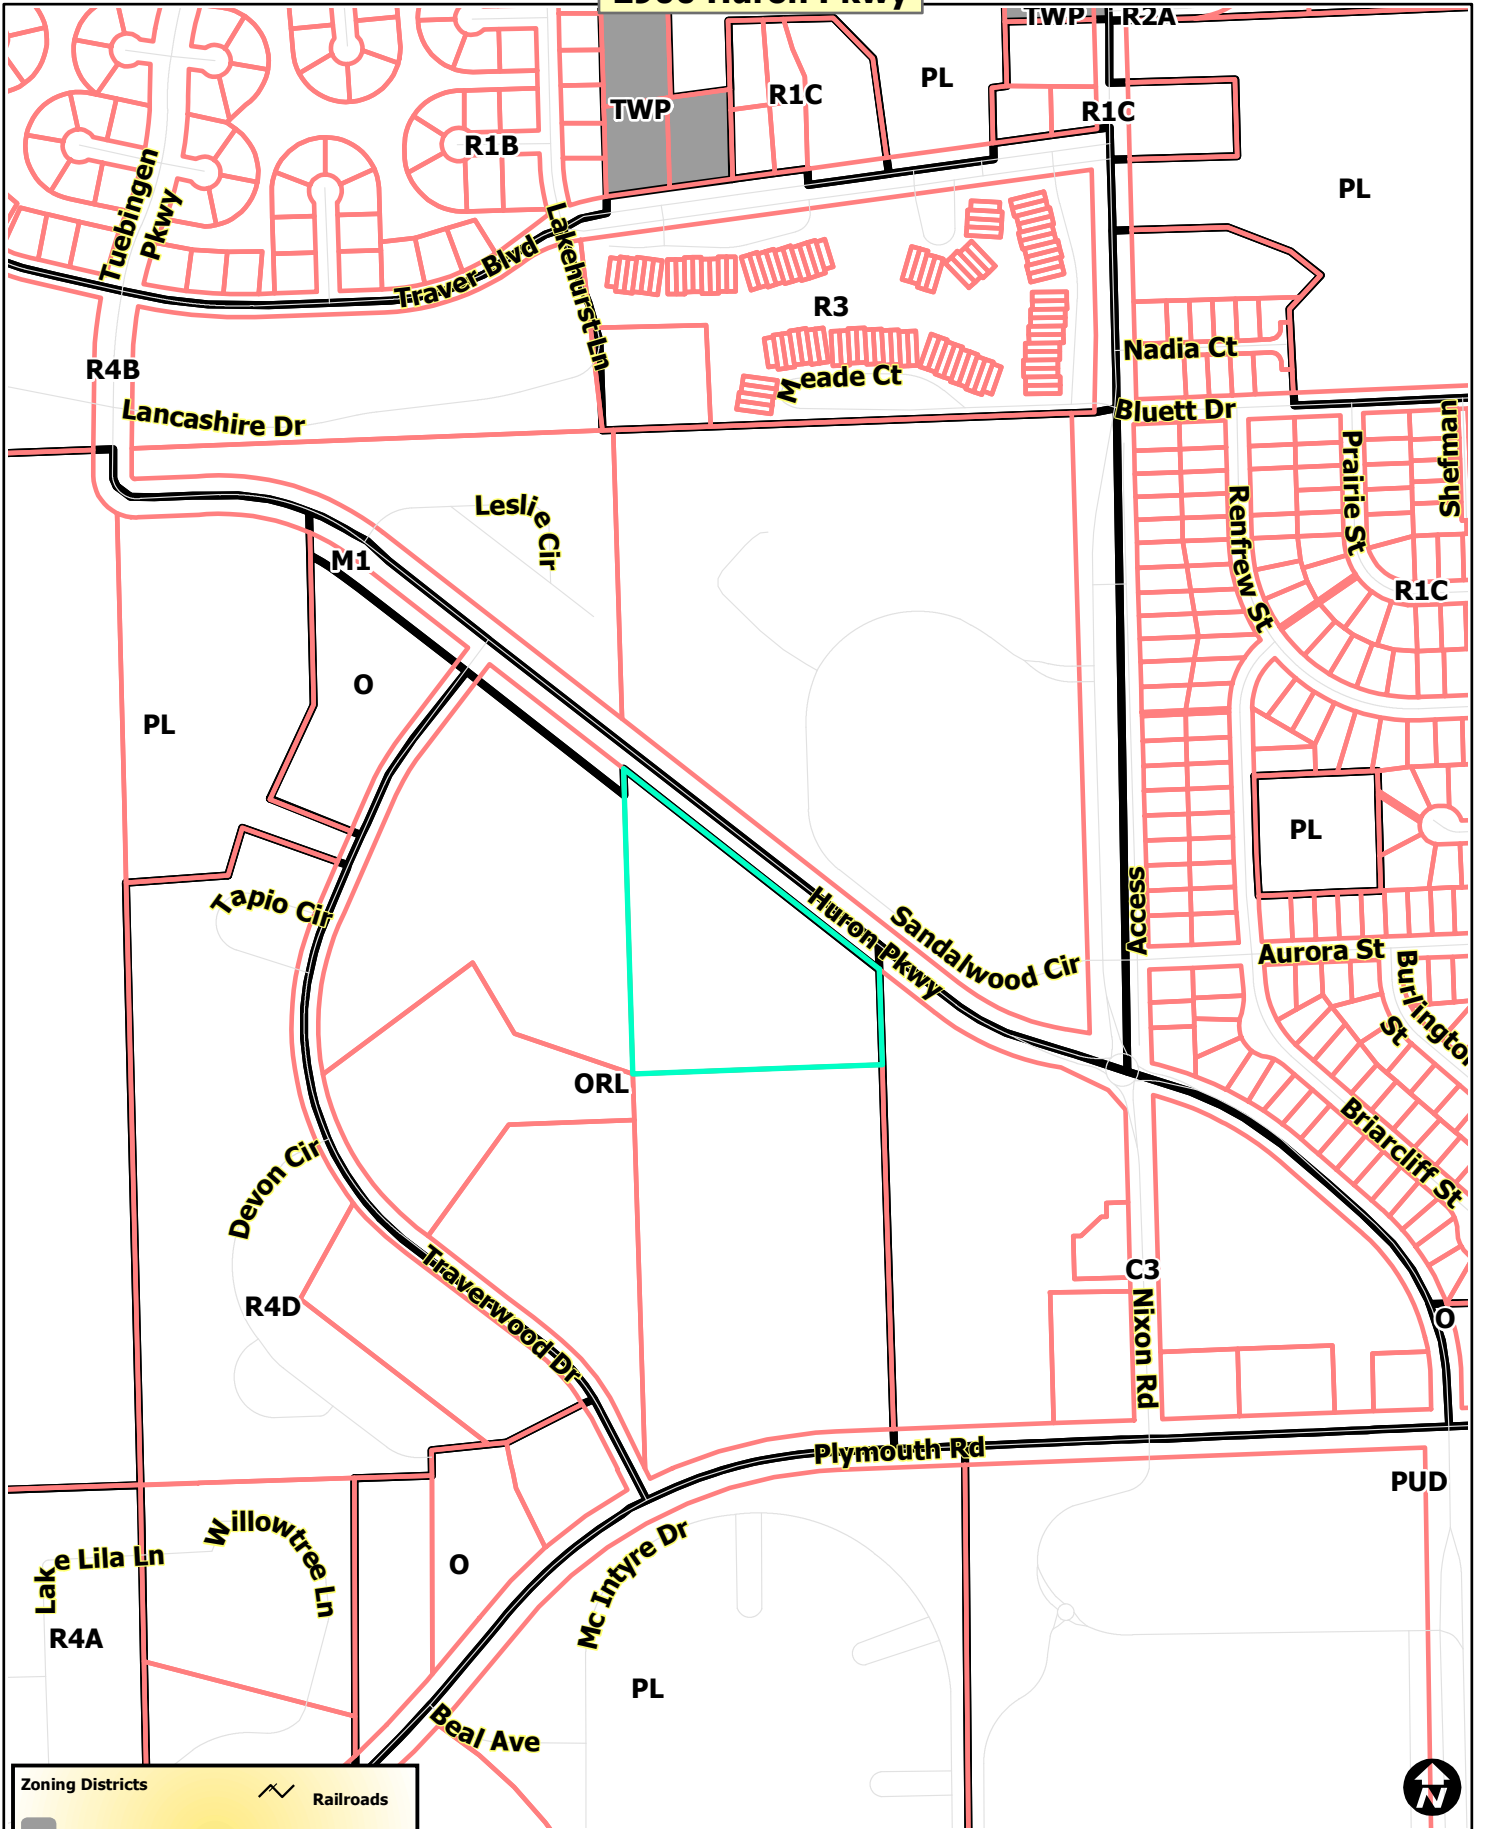 Huron Pkwy
TWP
R2A
TWP
R1C
PL
R1C
R1B
PL
Tuebingen
Pkwy
Lakehurst Ln
Traver Blvd
R3
R4B
Nadia Ct
Meade Ct
Lancashire Dr
Bluett Dr
Shefman
Prairie St
Renfrew St
Leslie Cir
M1
R1C
O
PL
PL
Tapio Cir
Huron Pkwy
Sandalwood Cir
Access
Aurora St
Burlington
St
ORL
Briarcliff St
Devon Cir
C3
R4D
Traverwood Dr
Nixon Rd
O
Plymouth Rd
PUD
Willowtree Ln
Lake Lila Ln
O
Mc Intyre Dr
R4A
PL
Beal Ave
Zoning Districts
Railroads
N